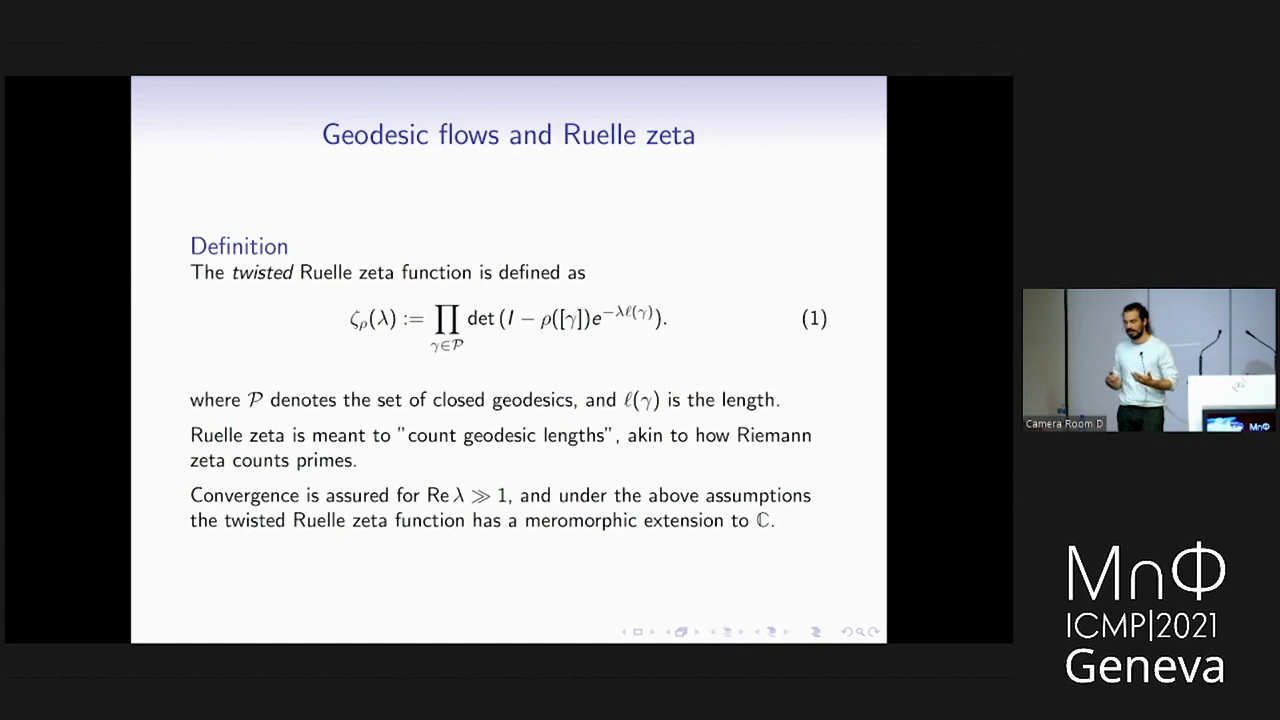 Geodesic flows and Ruelle zeta
Definition
The twisted Ruelle zeta function is defined as
ζρ(λ) := ∏γ∈𝒫 det (I − ρ([γ])e^{−λℓ(γ)}). (1)
where 𝒫 denotes the set of closed geodesics, and ℓ(γ) is the length.
Ruelle zeta is meant to "count geodesic lengths", akin to how Riemann
zeta counts primes.
Convergence is assured for Re λ ≫ 1, and under the above assumptions
the twisted Ruelle zeta function has a meromorphic extension to ℂ.
Camera Room D
M∩Φ
M∩Φ
ICMP|2021
Geneva